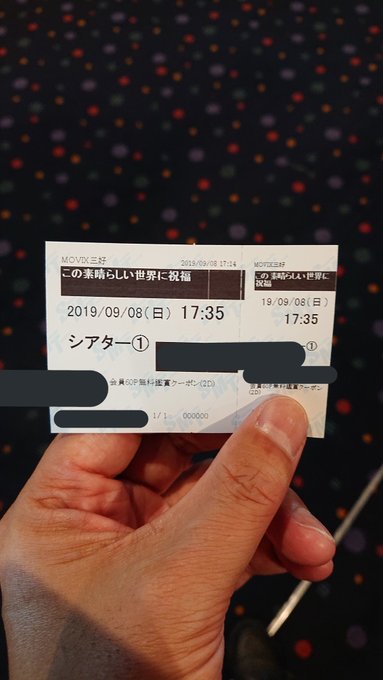 MOVIX三好
2019/09/08 17:14
この素晴らしい世界に祝福
2019/09/08(日) 17:35
シアター①
会員60P無料鑑賞クーポン(2D)
1/1 000000
MOVIX三好
この素晴らしい世界に
祝福
19/09/08(日)
17:35
ー①
会員60P無料鑑賞クーポン
(2D)